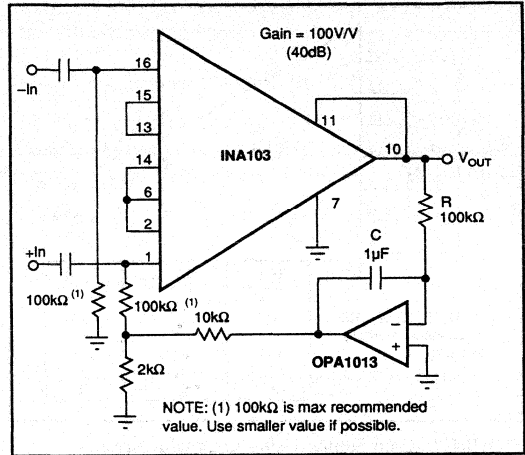 Gain = 100V/V
(40dB)
–In
16
15
13
14
6
2
1
INA103
11
10
V_OUT
7
R
100kΩ
C
1µF
+In
100kΩ (1)
100kΩ (1)
10kΩ
2kΩ
–
+
OPA1013
NOTE: (1) 100kΩ is max recommended
value. Use smaller value if possible.